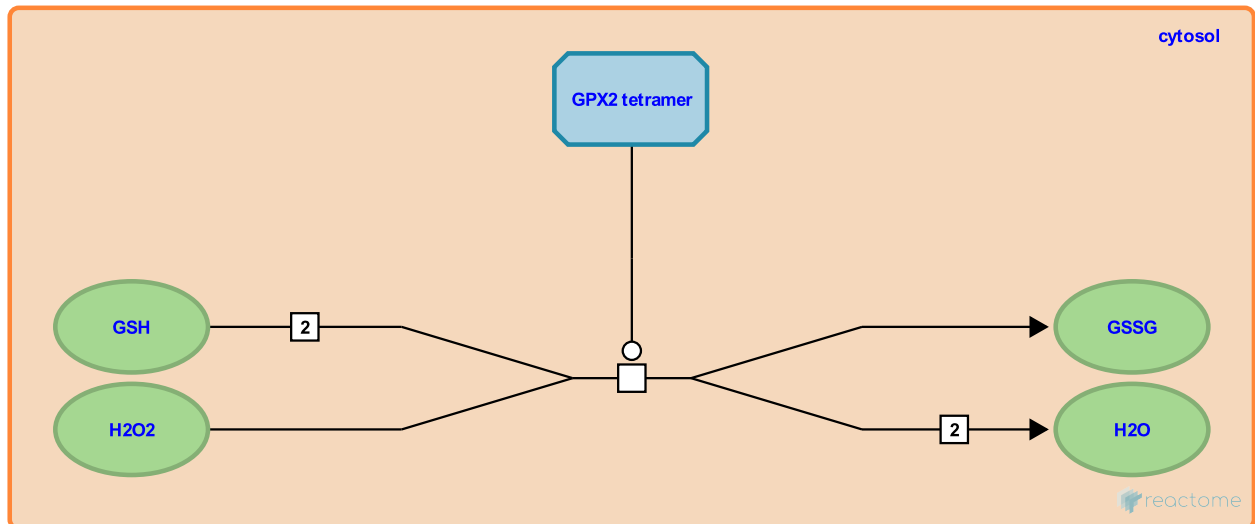 cytosol
GPX2 tetramer
GSH
2
GSSG
H2O2
2
H2O
reactome